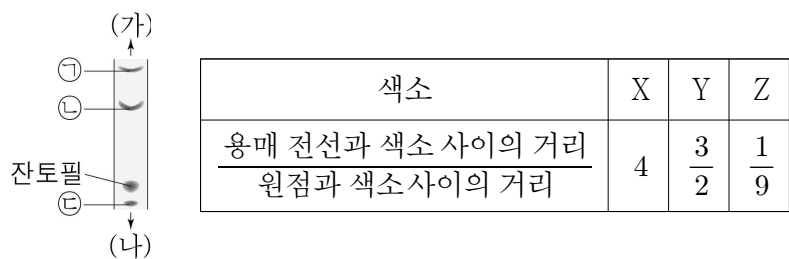 (가)
㉠
㉡
잔토필
㉢
(나)
색소 X Y Z
용매 전선과 색소 사이의 거리
원점과 색소사이의 거리
4 3/2 1/9